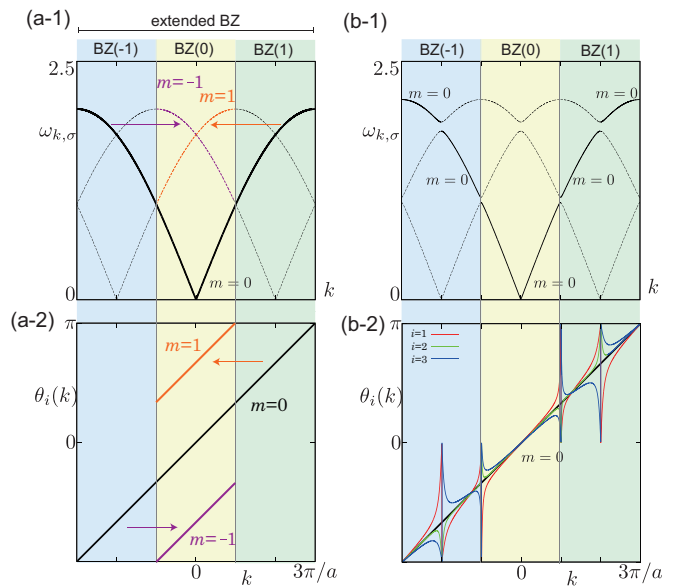 (a-1)
extended BZ
BZ(-1) BZ(0) BZ(1)
2.5
m=-1
m=1
ω_{k,σ}
m = 0
0
k
(b-1)
BZ(-1) BZ(0) BZ(1)
2.5
m = 0
m = 0
ω_{k,σ}
m = 0
m = 0
m = 0
0
k
(a-2)
π
m=1
θ_i(k)
m=0
0
m=-1
0
k
3π/a
(b-2)
π
i=1
i=2
i=3
θ_i(k)
0
m = 0
0
k
3π/a